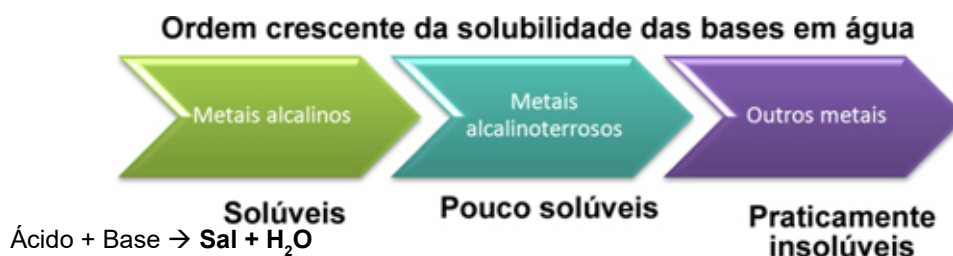 Ordem crescente da solubilidade das bases em água
Metais alcalinos
Metais
alcalinoterrosos
Outros metais
Solúveis
Pouco solúveis
Praticamente
insolúveis
Ácido + Base → Sal + H₂O